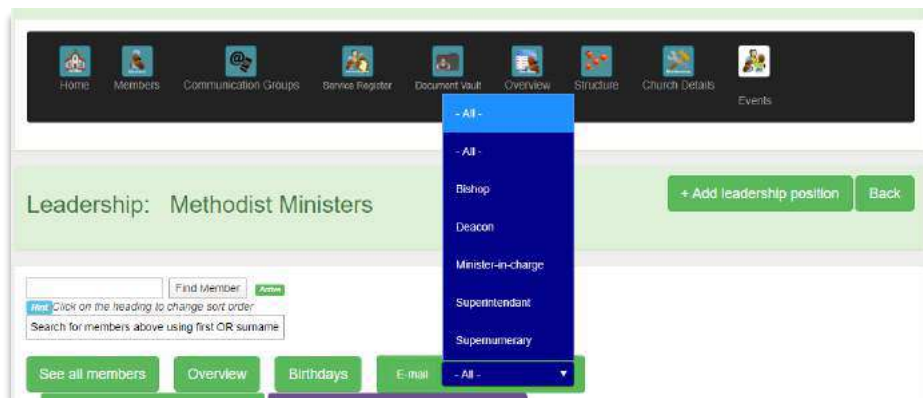 Home Members Communication Groups Service Register Document Vault Overview Structure Church Details Events
- All -
- All -
Bishop
Deacon
Minister-in-charge
Superintendant
Supernumerary
Leadership: Methodist Ministers
+ Add leadership position Back
Find Member Active
Hint Click on the heading to change sort order
Search for members above using first OR surname
See all members Overview Birthdays E-mail - All -